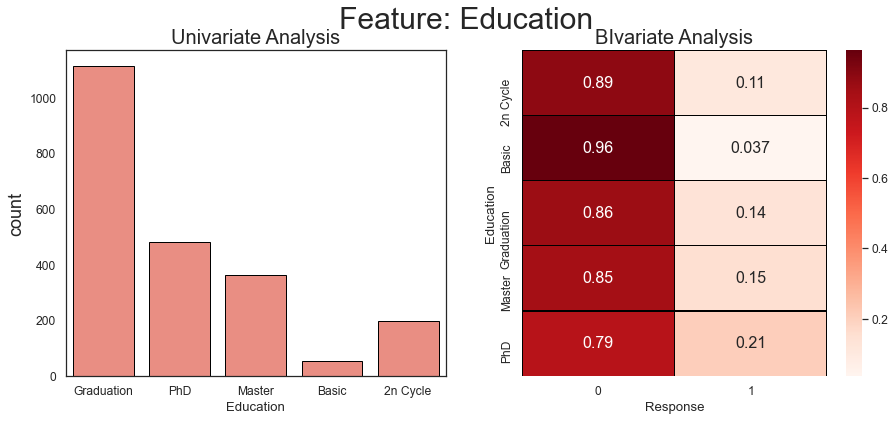 Feature: Education
Univariate Analysis
1000
800
600
400
200
0
count
Graduation PhD Master Basic 2n Cycle
Education
BIvariate Analysis
2n Cycle
Basic
Graduation
Master
PhD
Education
0.89 0.11
0.96 0.037
0.86 0.14
0.85 0.15
0.79 0.21
0 1
Response
0.8
0.6
0.4
0.2